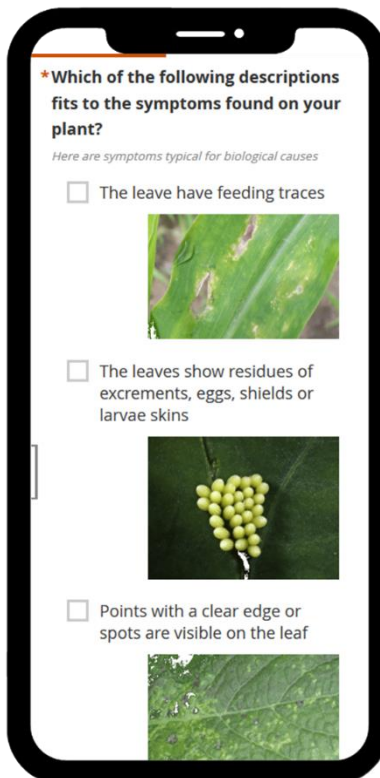 *Which of the following descriptions
fits to the symptoms found on your
plant?
Here are symptoms typical for biological causes
The leave have feeding traces
The leaves show residues of
excrements, eggs, shields or
larvae skins
Points with a clear edge or
spots are visible on the leaf